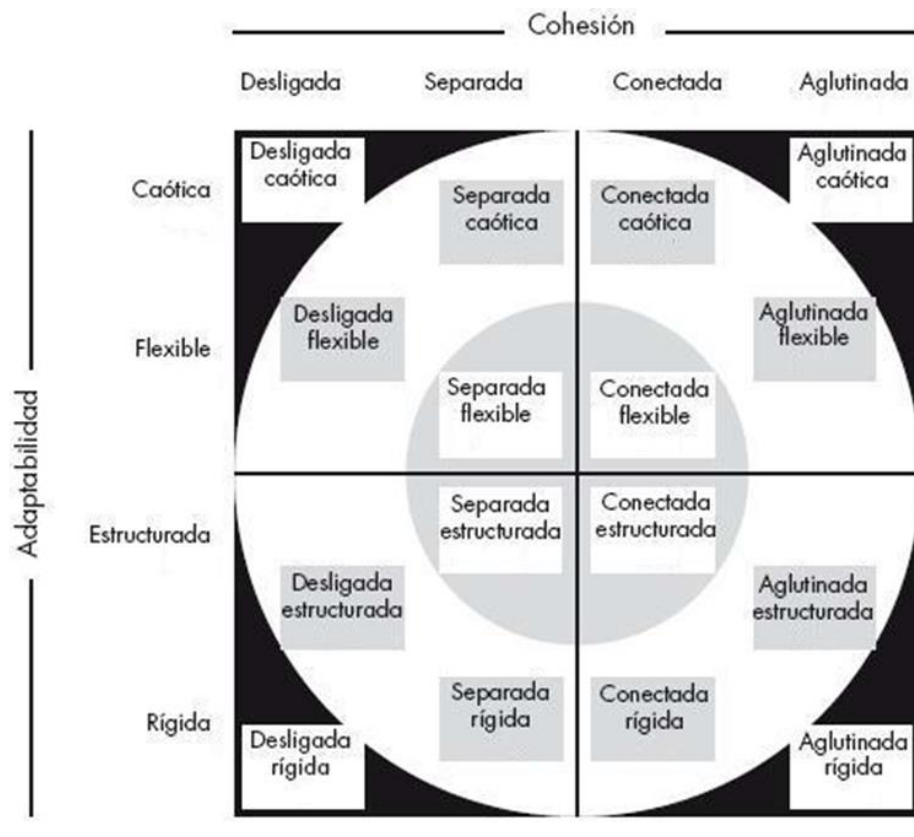 Cohesión
Desligada Separada Conectada Aglutinada
Adaptabilidad
Caótica
Desligada
caótica
Separada
caótica
Conectada
caótica
Aglutinada
caótica
Flexible
Desligada
flexible
Separada
flexible
Conectada
flexible
Aglutinada
flexible
Estructurada
Separada
estructurada
Conectada
estructurada
Desligada
estructurada
Aglutinada
estructurada
Rígida
Desligada
rígida
Separada
rígida
Conectada
rígida
Aglutinada
rígida